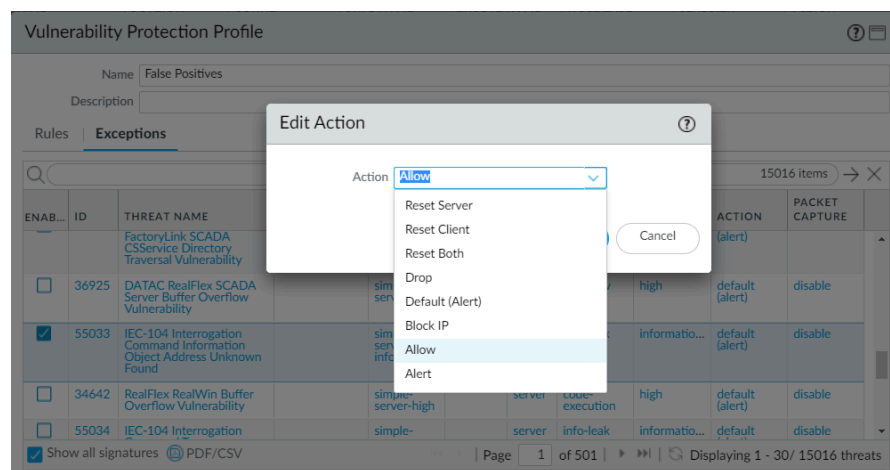 Vulnerability Protection Profile
Name False Positives
Description
Rules Exceptions
15016 items
ENAB... ID THREAT NAME ACTION PACKET CAPTURE
FactoryLink SCADA CSService Directory Traversal Vulnerability (alert)
36925 DATAC RealFlex SCADA Server Buffer Overflow Vulnerability high default (alert) disable
55033 IEC-104 Interrogation Command Information Object Address Unknown Found informatio... default (alert) disable
34642 RealFlex RealWin Buffer Overflow Vulnerability simple-server-high server code-execution high default (alert) disable
55034 IEC-104 Interrogation simple- server info-leak informatio... default disable
Show all signatures PDF/CSV Page 1 of 501 Displaying 1 - 30/ 15016 threats
Edit Action
Action Allow
Reset Server
Reset Client
Reset Both
Drop
Default (Alert)
Block IP
Allow
Alert
Cancel